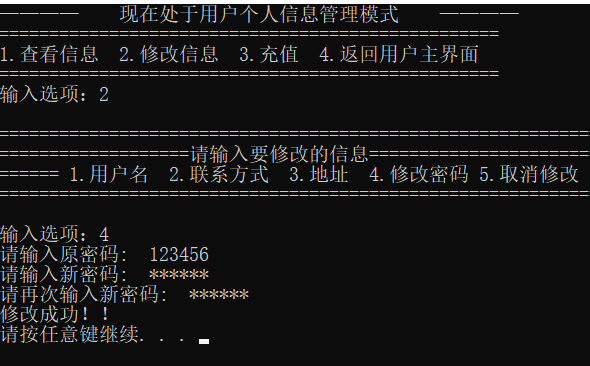 ————————    现在处于用户个人信息管理模式    ————————
==================================================
1.查看信息  2.修改信息  3.充值  4.返回用户主界面
==================================================
输入选项：2
===========================================================
===================请输入要修改的信息======================
====== 1.用户名  2.联系方式  3.地址  4.修改密码 5.取消修改
===========================================================
输入选项：4
请输入原密码:  123456
请输入新密码:  ******
请再次输入新密码:  ******
修改成功！！
请按任意键继续. . .